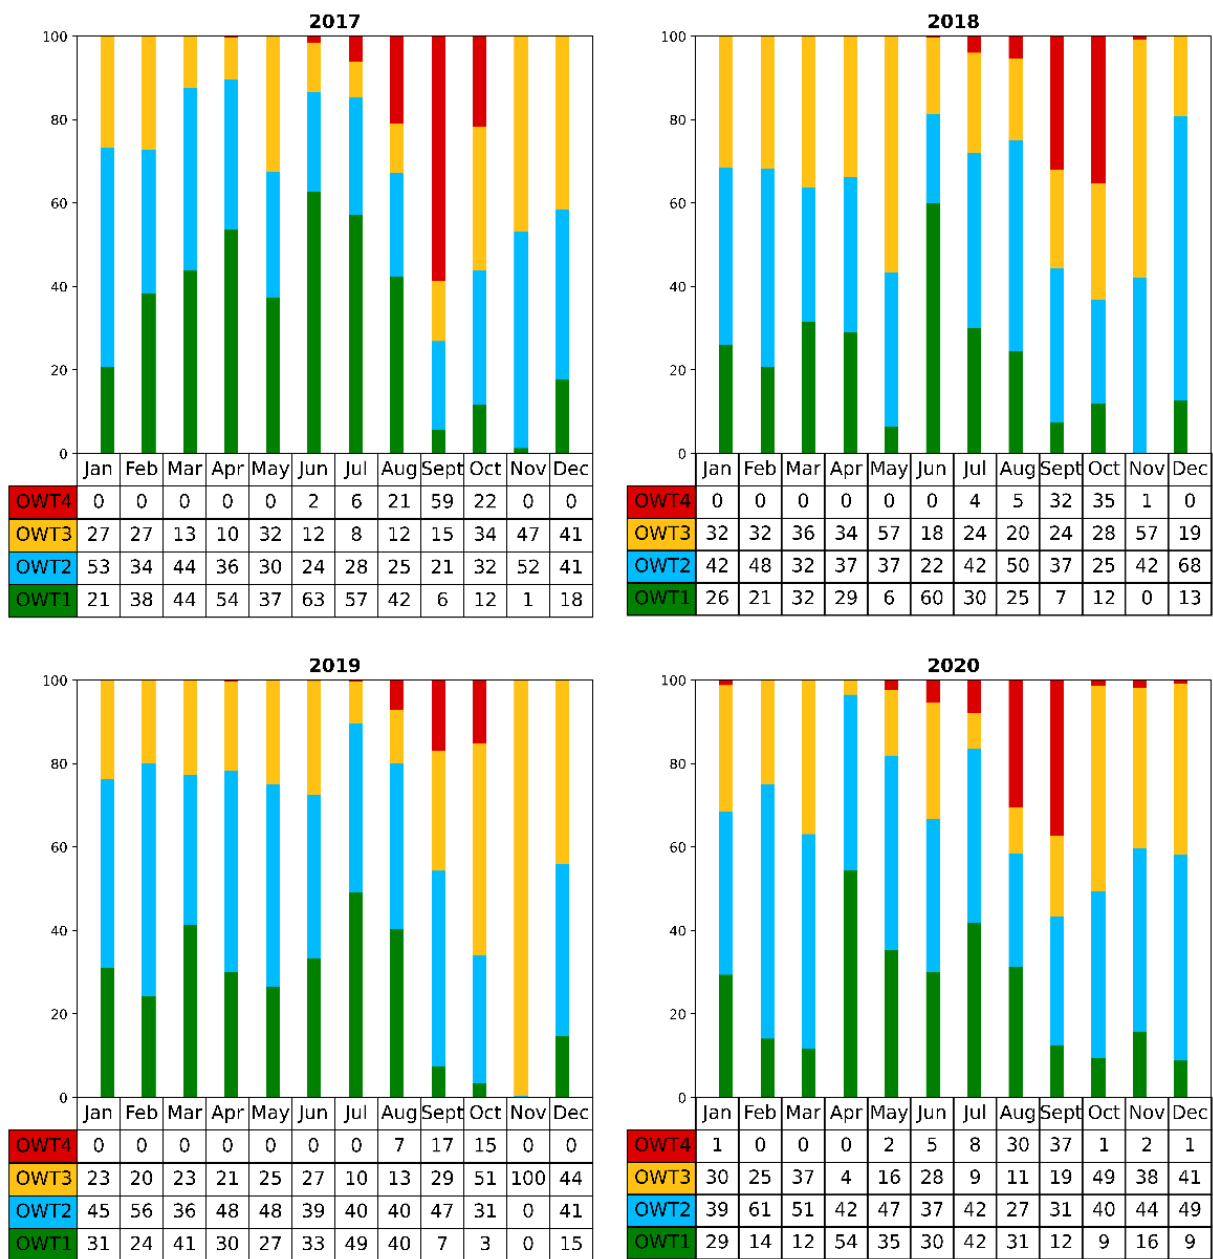 2017
100
80
60
40
20
0
Jan Feb Mar Apr May Jun Jul Aug Sept Oct Nov Dec
OWT4 0 0 0 0 0 2 6 21 59 22 0 0
OWT3 27 27 13 10 32 12 8 12 15 34 47 41
OWT2 53 34 44 36 30 24 28 25 21 32 52 41
OWT1 21 38 44 54 37 63 57 42 6 12 1 18
2018
100
80
60
40
20
0
Jan Feb Mar Apr May Jun Jul Aug Sept Oct Nov Dec
OWT4 0 0 0 0 0 0 4 5 32 35 1 0
OWT3 32 32 36 34 57 18 24 20 24 28 57 19
OWT2 42 48 32 37 37 22 42 50 37 25 42 68
OWT1 26 21 32 29 6 60 30 25 7 12 0 13
2019
100
80
60
40
20
0
Jan Feb Mar Apr May Jun Jul Aug Sept Oct Nov Dec
OWT4 0 0 0 0 0 0 0 7 17 15 0 0
OWT3 23 20 23 21 25 27 10 13 29 51 100 44
OWT2 45 56 36 48 48 39 40 40 47 31 0 41
OWT1 31 24 41 30 27 33 49 40 7 3 0 15
2020
100
80
60
40
20
0
Jan Feb Mar Apr May Jun Jul Aug Sept Oct Nov Dec
OWT4 1 0 0 0 2 5 8 30 37 1 2 1
OWT3 30 25 37 4 16 28 9 11 19 49 38 41
OWT2 39 61 51 42 47 37 42 27 31 40 44 49
OWT1 29 14 12 54 35 30 42 31 12 9 16 9